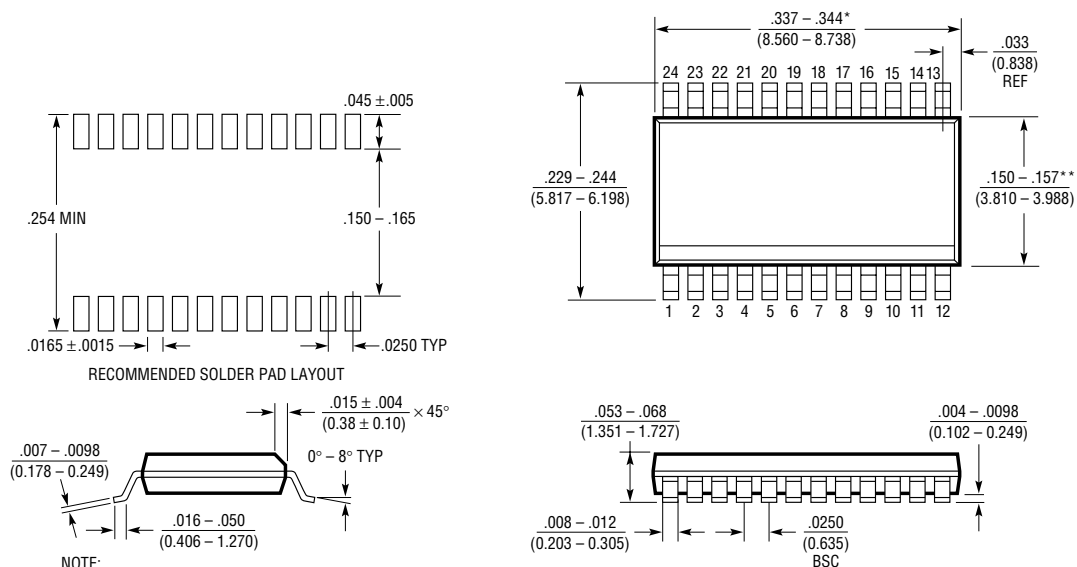 .337 – .344*
(8.560 – 8.738)
.033
(0.838)
REF
24 23 22 21 20 19 18 17 16 15 14 13
.045 ±.005
.254 MIN
.150 – .165
.229 – .244
(5.817 – 6.198)
.150 – .157**
(3.810 – 3.988)
1 2 3 4 5 6 7 8 9 10 11 12
.0165 ±.0015
.0250 TYP
RECOMMENDED SOLDER PAD LAYOUT
.015 ± .004
(0.38 ± 0.10)
× 45°
.007 – .0098
(0.178 – 0.249)
0° – 8° TYP
.016 – .050
(0.406 – 1.270)
NOTE:
.053 – .068
(1.351 – 1.727)
.004 – .0098
(0.102 – 0.249)
.008 – .012
(0.203 – 0.305)
.0250
(0.635)
BSC